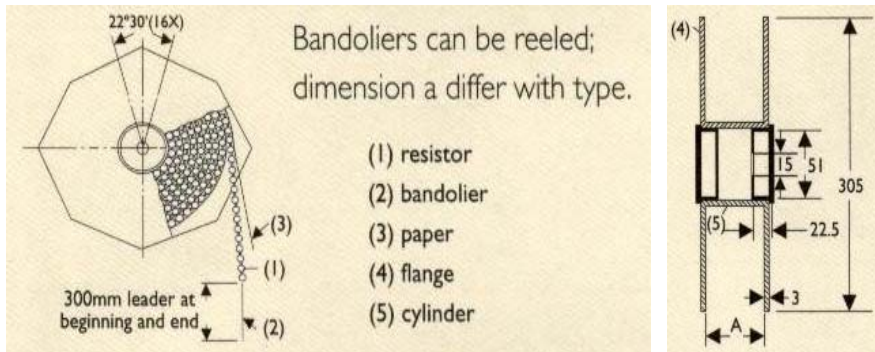 22°30'(16X)
Bandoliers can be reeled;
dimension a differ with type.
(1) resistor
(2) bandolier
(3) paper
(4) flange
(5) cylinder
(3)
(1)
300mm leader at
beginning and end
(2)
(4)
15
51
305
(5)
22.5
3
A